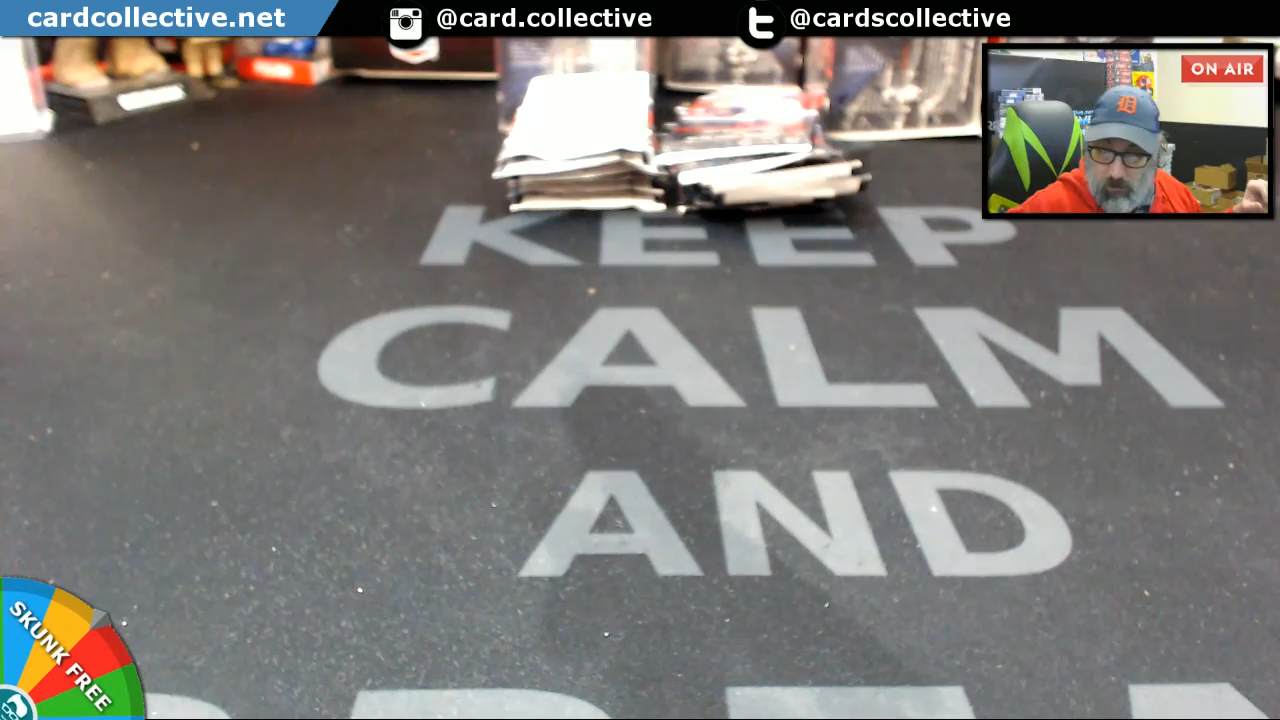 cardcollective.net @card.collective @cardscollective
ON AIR
KEEP
CALM
AND
SKUNK FREE